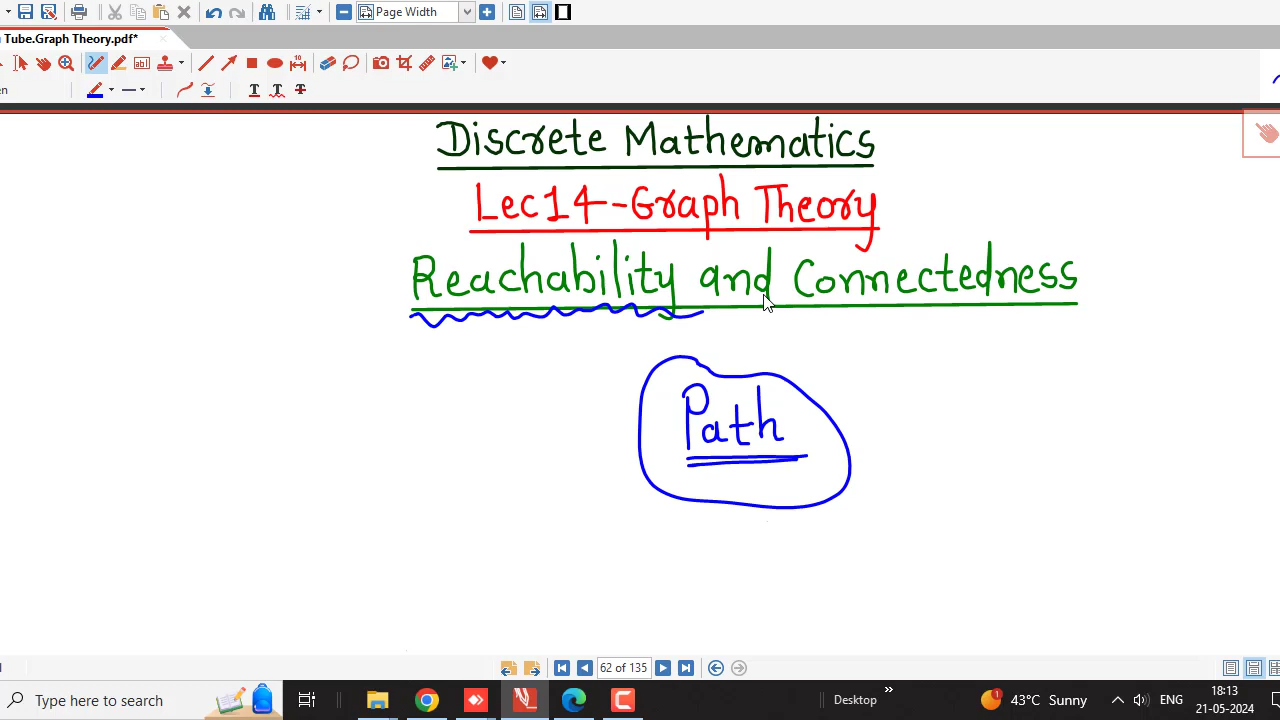 Page Width
Tube.Graph Theory.pdf*
Discrete Mathematics
Lec14-Graph Theory
Reachability and Connectedness
Path
62 of 135
Type here to search
Desktop
»
1
43°C Sunny
ENG
18:13
21-05-2024